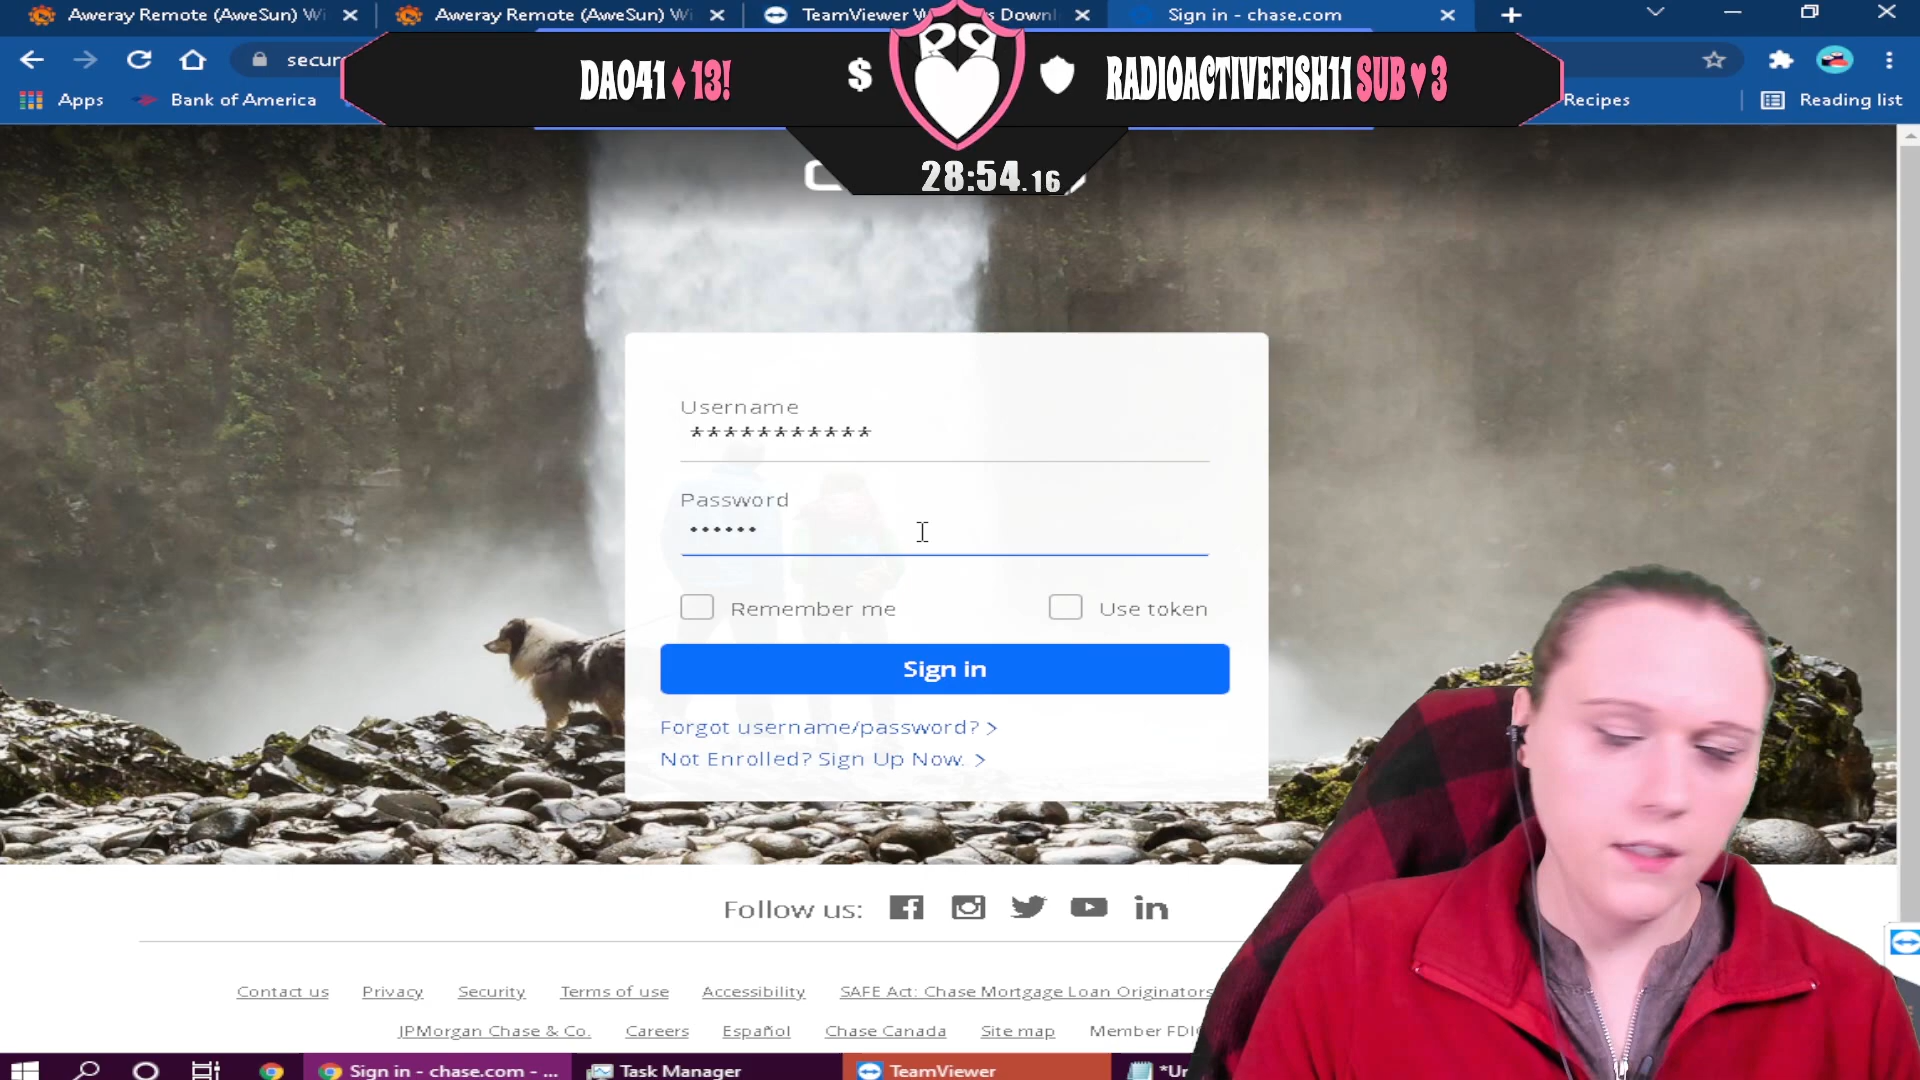 Aweray Remote (AweSun) Wi
Aweray Remote (AweSun) Wi
TeamViewer W
Downl
Sign in - chase.com
secur
Apps
Bank of America
DAO41♦13!
$
RADIOACTIVEFISH11 SUB♥3
Recipes
Reading list
28:54.16
Username
***********
Password
••••••
Remember me
Use token
Sign in
Forgot username/password? >
Not Enrolled? Sign Up Now. >
Follow us:
Contact us Privacy Security Terms of use Accessibility SAFE Act: Chase Mortgage Loan Originators
JPMorgan Chase & Co. Careers Español Chase Canada Site map Member FDIC
Sign in - chase.com - ...
Task Manager
TeamViewer
*Un